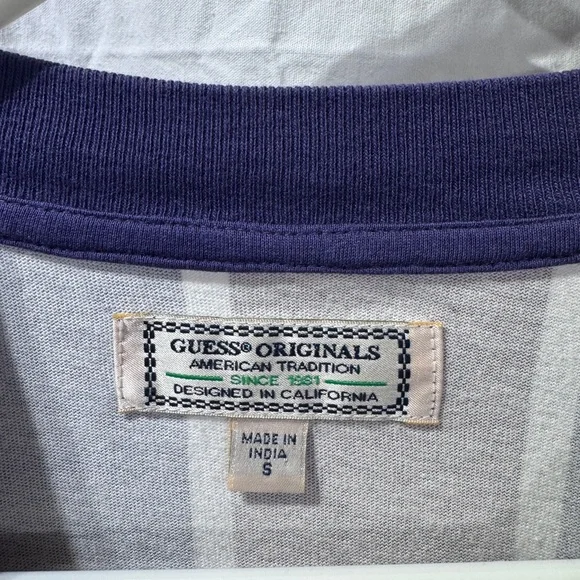 GUESS® ORIGINALS
AMERICAN TRADITION
SINCE 1981
DESIGNED IN CALIFORNIA
MADE IN
INDIA
S